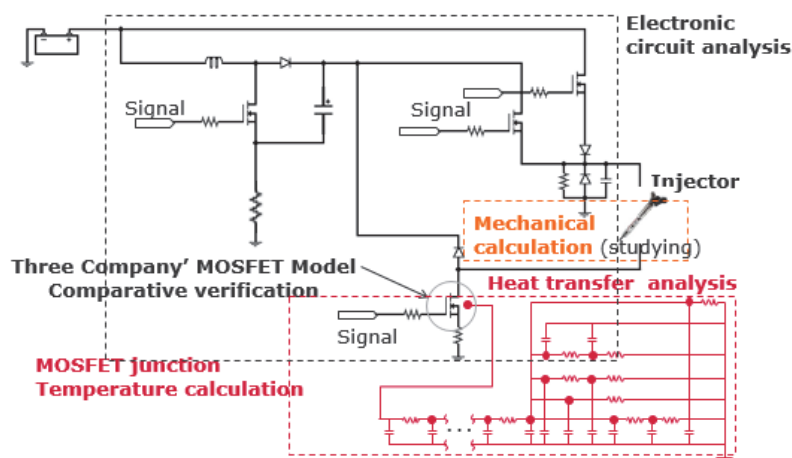 Electronic
circuit analysis
Signal
Signal
Injector
Mechanical
calculation (studying)
Three Company' MOSFET Model
Comparative verification
Heat transfer analysis
Signal
MOSFET junction
Temperature calculation